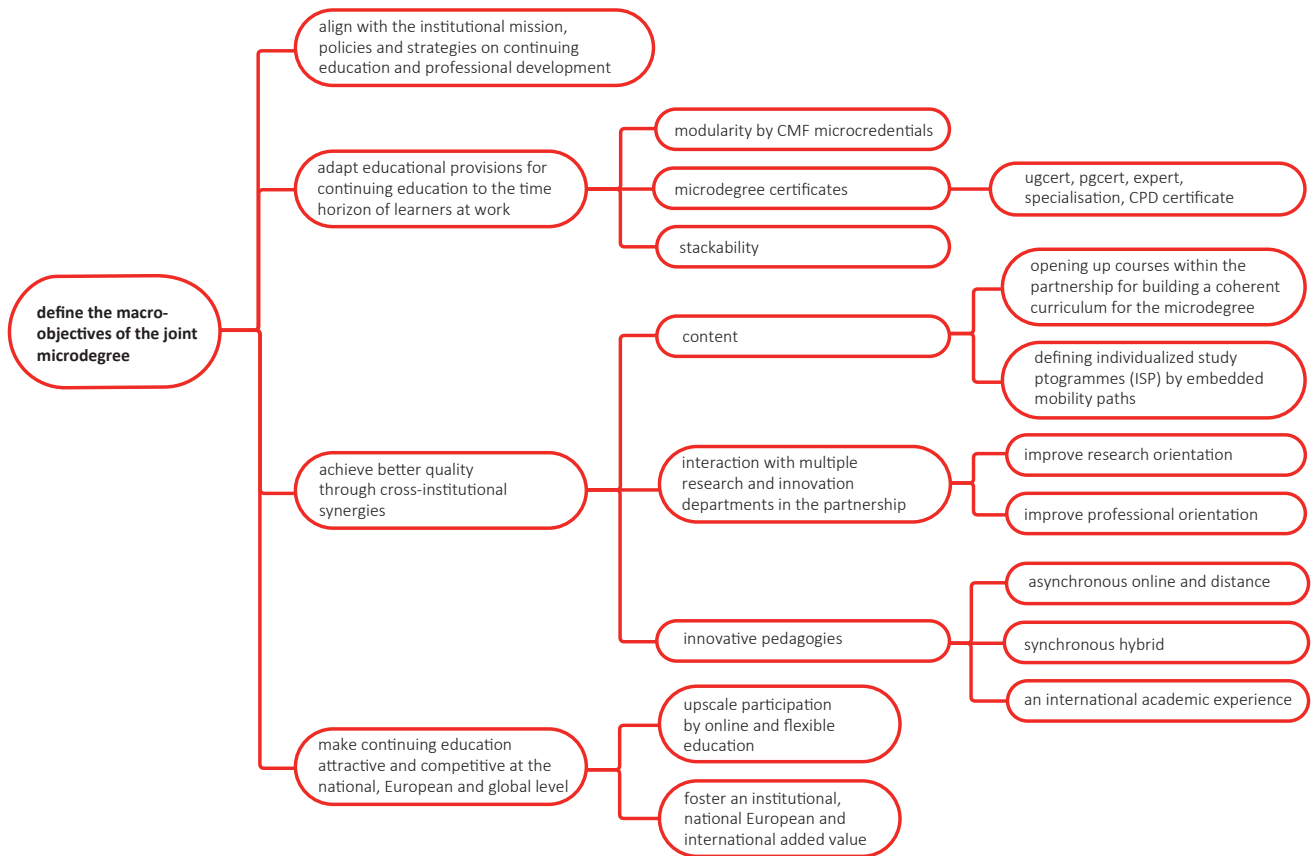 align with the institutional mission,
policies and strategies on continuing
education and professional development
modularity by CMF microcredentials
adapt educational provisions for
continuing education to the time
horizon of learners at work
microdegree certificates
ugcert, pgcert, expert,
specialisation, CPD certificate
stackability
define the macro-
objectives of the joint
microdegree
content
opening up courses within the
partnership for building a coherent
curriculum for the microdegree
defining individualized study
ptogrammes (ISP) by embedded
mobility paths
achieve better quality
through cross-institutional
synergies
interaction with multiple
research and innovation
departments in the partnership
improve research orientation
improve professional orientation
innovative pedagogies
asynchronous online and distance
synchronous hybrid
an international academic experience
make continuing education
attractive and competitive at the
national, European and global level
upscale participation
by online and flexible
education
foster an institutional,
national European and
international added value